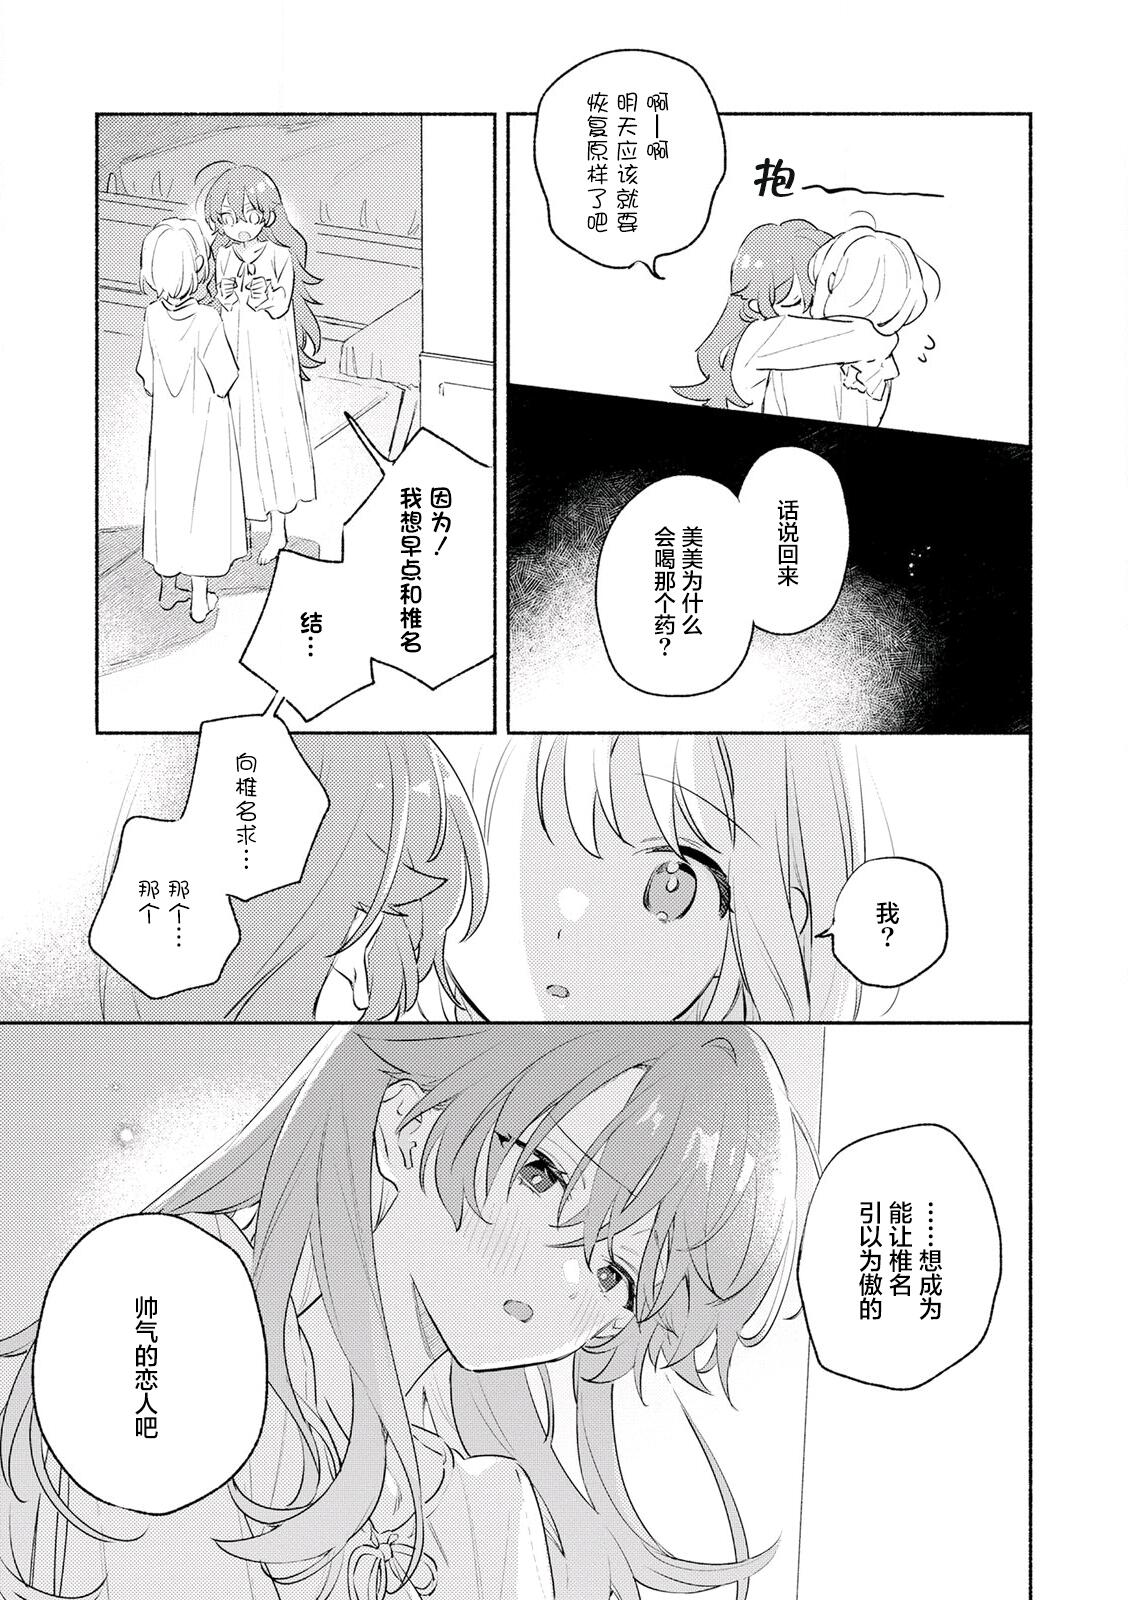 啊—啊
明天应该就要
恢复原样了吧
抱——
……
话说回来
美美为什么
会喝那个药？
因为！
我想早点和椎名
结…
我？
向椎名求…
那个…
那个
……想成为
能让椎名
引以为傲的
帅气的恋人吧